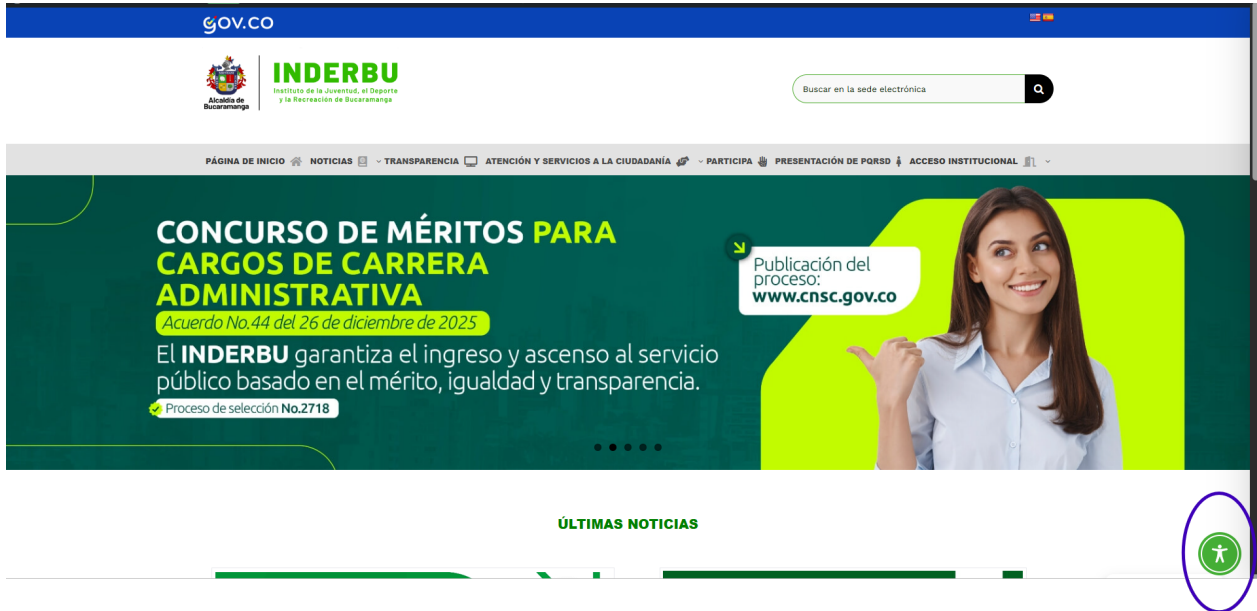 GOV.CO
Alcaldía de
Bucaramanga
INDERBU
Instituto de la Juventud, el Deporte
y la Recreación de Bucaramanga
Buscar en la sede electrónica
PÁGINA DE INICIO NOTICIAS TRANSPARENCIA ATENCIÓN Y SERVICIOS A LA CIUDADANÍA PARTICIPA PRESENTACIÓN DE PQRSD ACCESO INSTITUCIONAL
CONCURSO DE MÉRITOS PARA
CARGOS DE CARRERA
ADMINISTRATIVA
Acuerdo No.44 del 26 de diciembre de 2025
El INDERBU garantiza el ingreso y ascenso al servicio
público basado en el mérito, igualdad y transparencia.
Proceso de selección No.2718
Publicación del
proceso:
www.cnsc.gov.co
ÚLTIMAS NOTICIAS